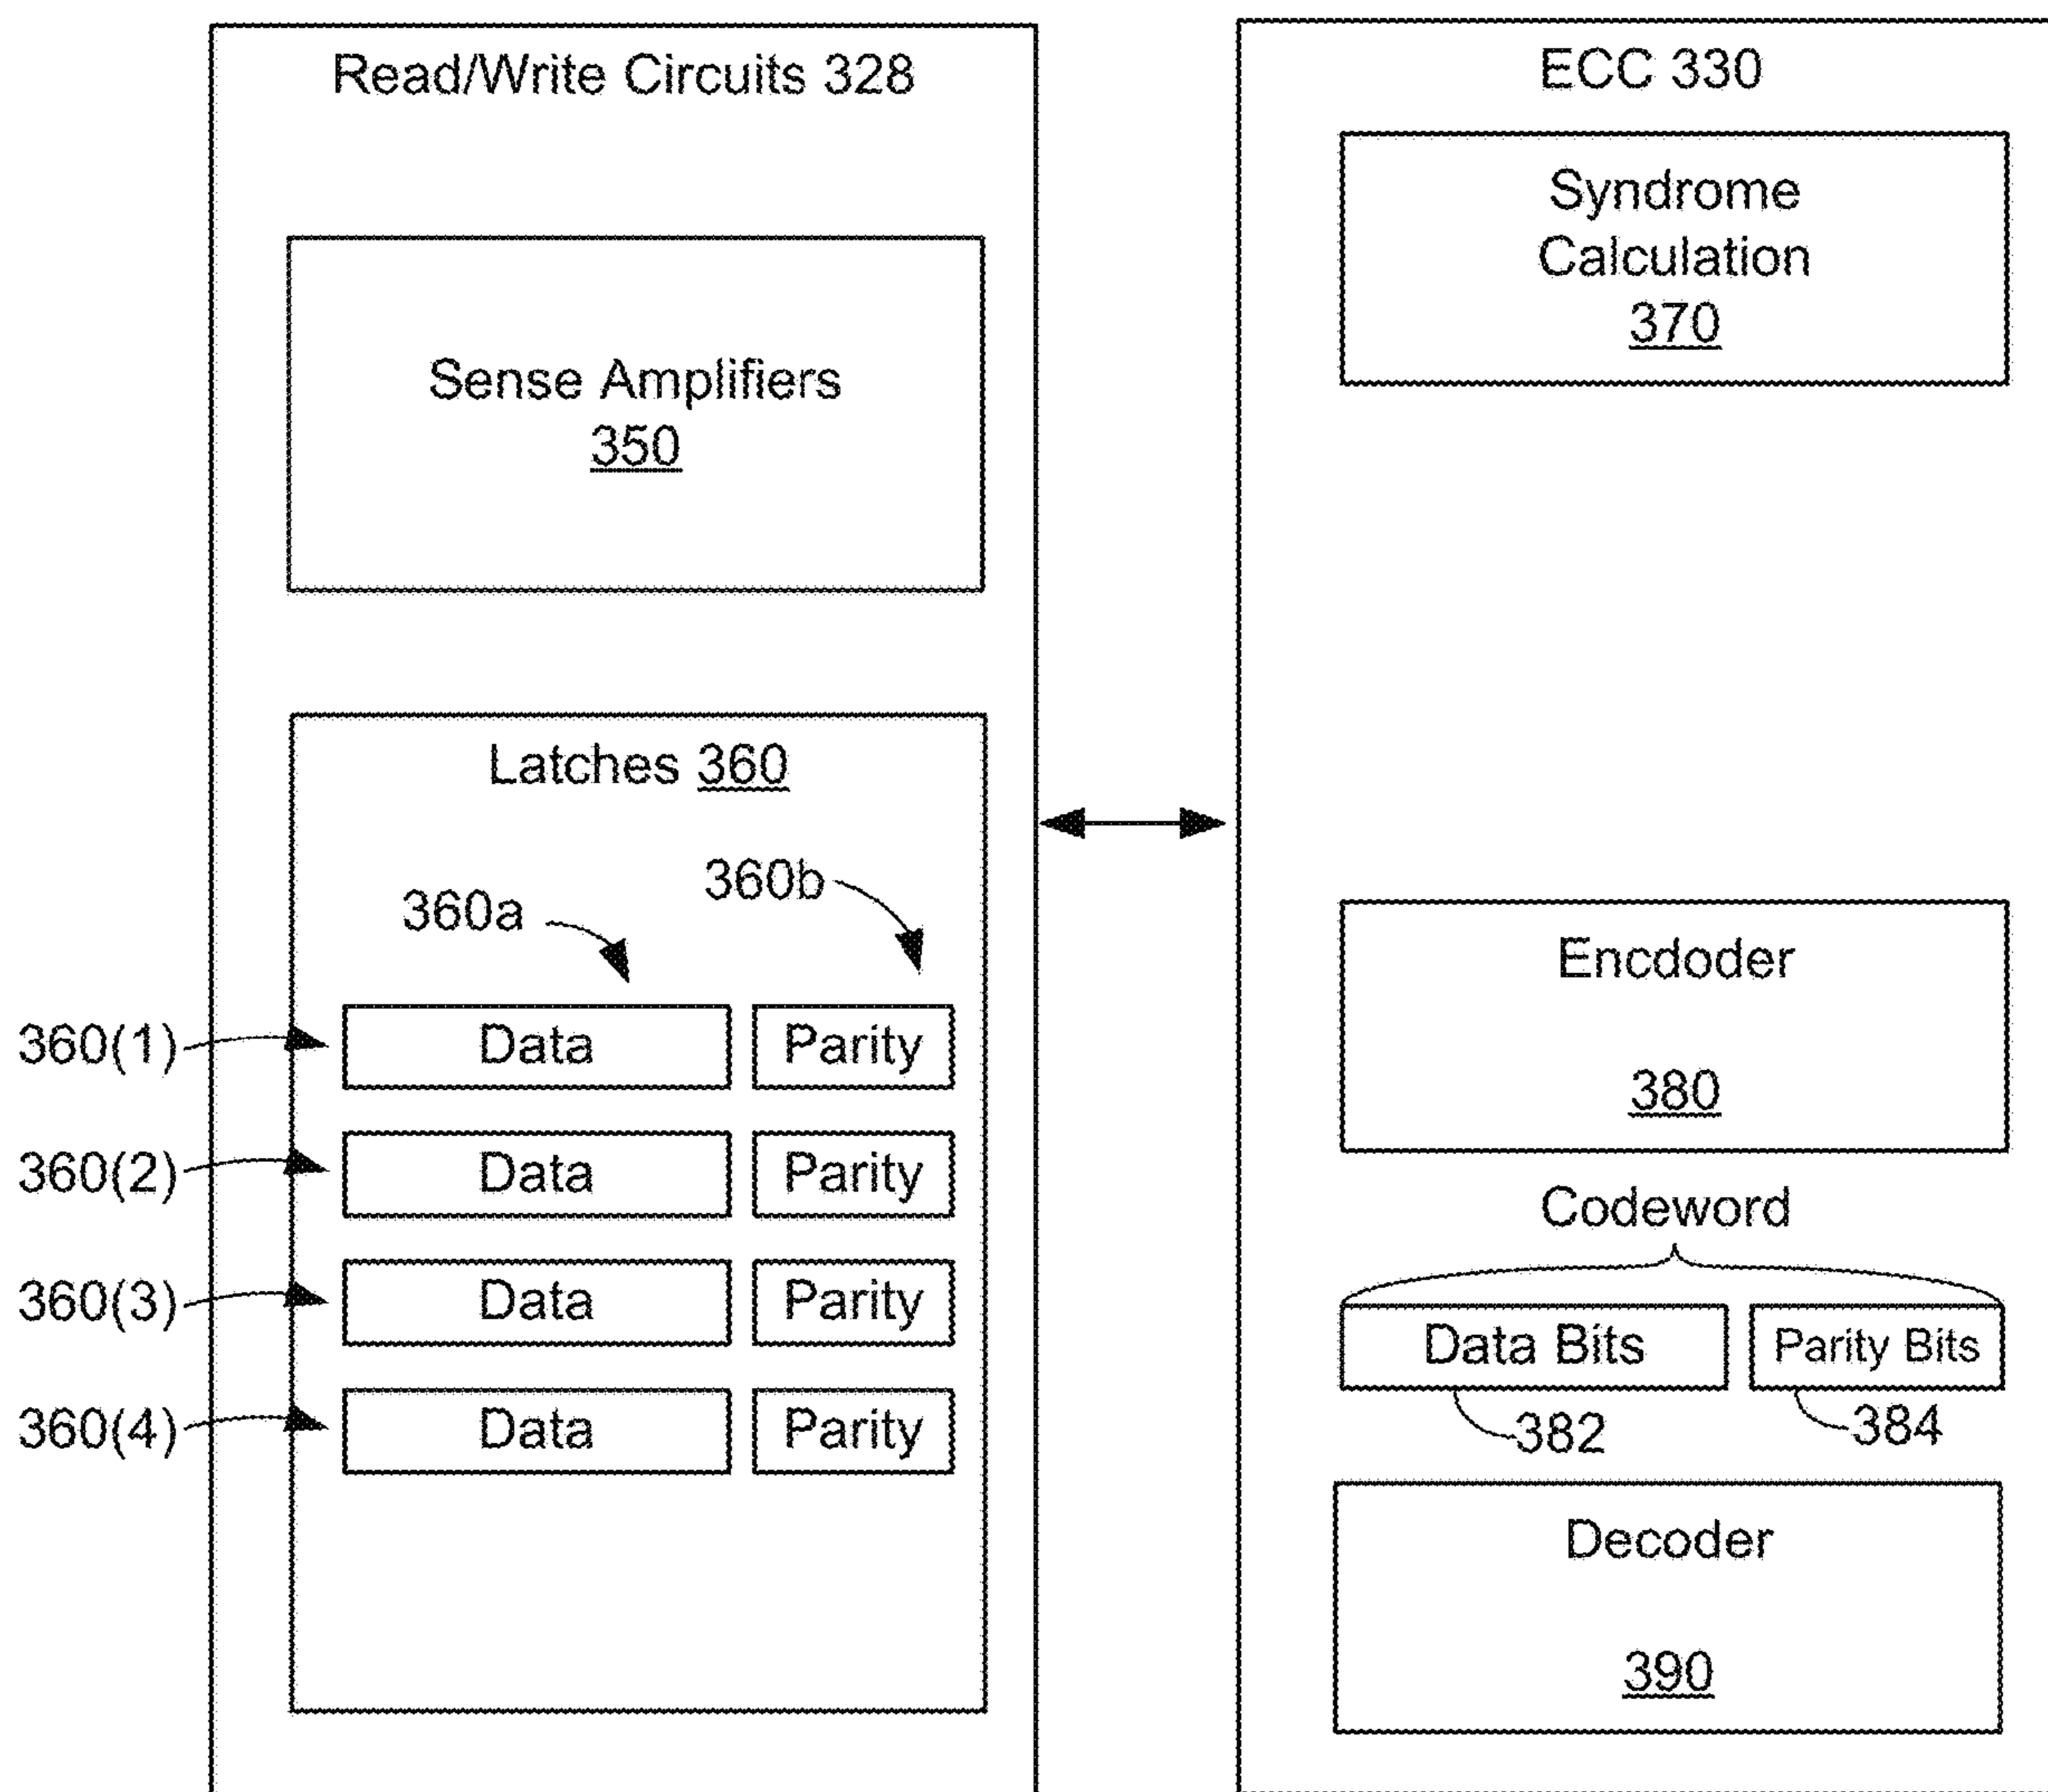 Read/Write Circuits 328
Sense Amplifiers
350
Latches 360
360a
360b
360(1)
Data
Parity
360(2)
Data
Parity
360(3)
Data
Parity
360(4)
Data
Parity
ECC 330
Syndrome
Calculation
370
Encdoder
380
Codeword
Data Bits
Parity Bits
382
384
Decoder
390